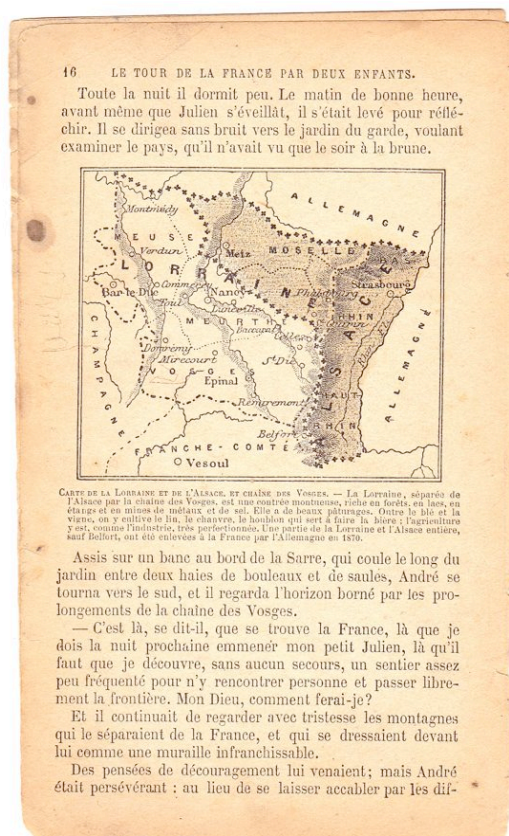 16 LE TOUR DE LA FRANCE PAR DEUX ENFANTS.
Toute la nuit il dormit peu. Le matin de bonne heure,
avant même que Julien s'éveillât, il s'était levé pour réflé-
chir. Il se dirigea sans bruit vers le jardin du garde, voulant
examiner le pays, qu'il n'avait vu que le soir à la brune.
ALLEMAGNE
Montmédy
MEUSE
Verdun
Metz
MOSELLE
BAS
LORRAINE
Strasbourg
Bar-le-Duc
Commercy
Toul
Nancy
Phalsbourg
RHIN
Lunéville
MEURTHE
Baccarat
ALSACE
ALLEMAGNE
CHAMPAGNE
Domrémy
Mirecourt
St Dié
VOSGES
Epinal
HAUT
Remiremont
RHIN
Belfort
FRANCHE-COMTÉ
Vesoul
CARTE DE LA LORRAINE ET DE L'ALSACE, ET CHAÎNE DES VOSGES. — La Lorraine, séparée de
l'Alsace par la chaîne des Vosges, est une contrée montueuse, riche en forêts, en lacs, en
étangs et en mines de métaux et de sel. Elle a de beaux pâturages. Outre le blé et la
vigne, on y cultive le lin, le chanvre, le houblon qui sert à faire la bière ; l'agriculture
y est, comme l'industrie, très perfectionnée. Une partie de la Lorraine et l'Alsace entière,
sauf Belfort, ont été enlevées à la France par l'Allemagne en 1870.
Assis sur un banc au bord de la Sarre, qui coule le long du
jardin entre deux haies de bouleaux et de saules, André se
tourna vers le sud, et il regarda l'horizon borné par les pro-
longements de la chaîne des Vosges.
— C'est là, se dit-il, que se trouve la France, là que je
dois la nuit prochaine emmener mon petit Julien, là qu'il
faut que je découvre, sans aucun secours, un sentier assez
peu fréquenté pour n'y rencontrer personne et passer libre-
ment la frontière. Mon Dieu, comment ferai-je?
Et il continuait de regarder avec tristesse les montagnes
qui le séparaient de la France, et qui se dressaient devant
lui comme une muraille infranchissable.
Des pensées de découragement lui venaient; mais André
était persévérant : au lieu de se laisser accabler par les dif-